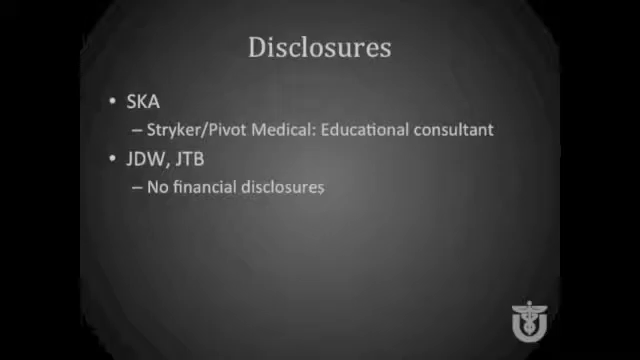 Disclosures
• SKA
– Stryker/Pivot Medical: Educational consultant
• JDW, JTB
– No financial disclosures